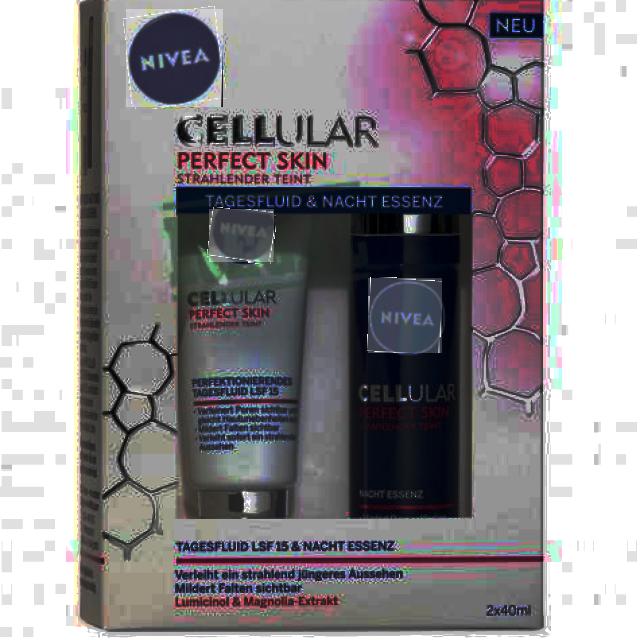 NEU
NIVEA
CELLULAR
PERFECT SKIN
STRAHLENDER TEINT
TAGESFLUID & NACHT ESSENZ
NIVEA
CELLULAR
PERFECT SKIN
STRAHLENDER TEINT
PERFEKTIONIERENDES
TAGESFLUID LSF 15
NIVEA
CELLULAR
PERFECT SKIN
STRAHLENDER TEINT
NACHT ESSENZ
TAGESFLUID LSF 15 & NACHT ESSENZ
Verleiht ein strahlend jüngeres Aussehen
Mildert Falten sichtbar
Lumicinol & Magnolia-Extrakt
2x40ml